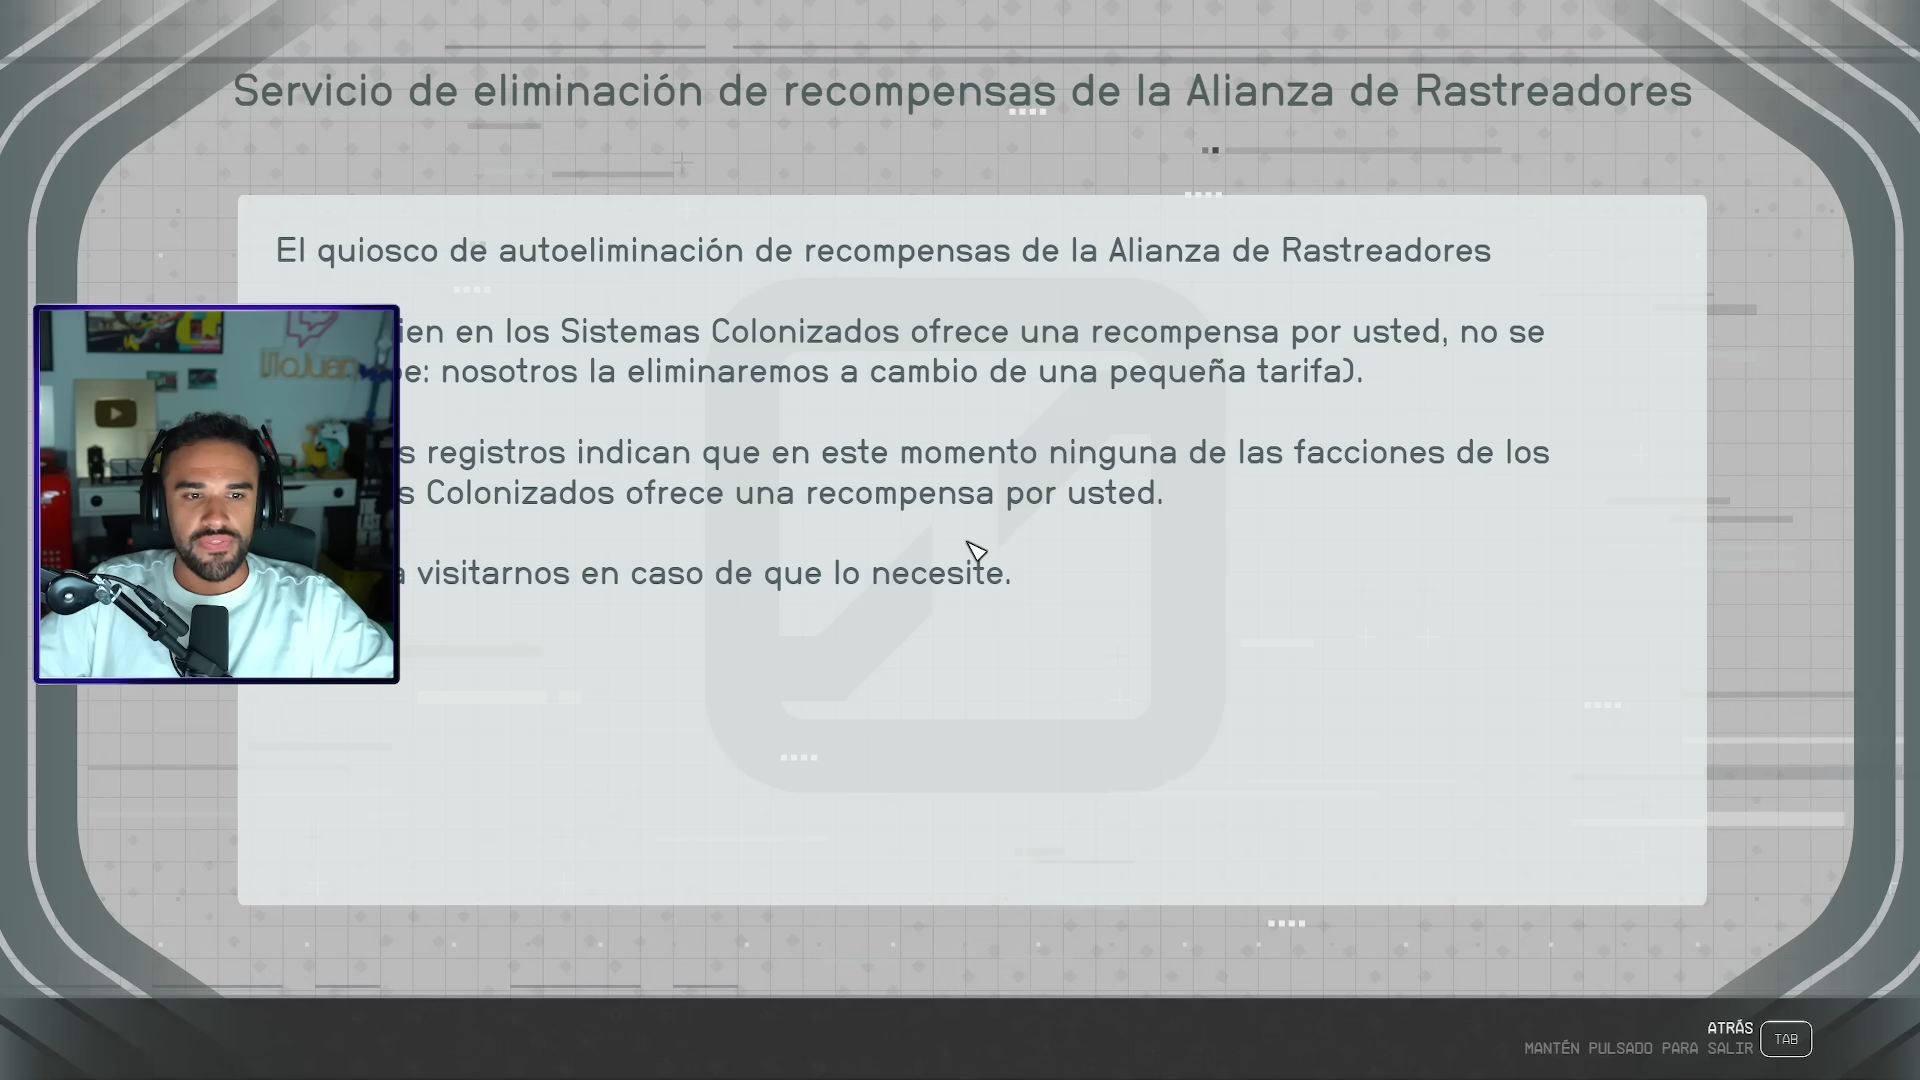 Servicio de eliminación de recompensas de la Alianza de Rastreadores
El quiosco de autoeliminación de recompensas de la Alianza de Rastreadores
en los Sistemas Colonizados ofrece una recompensa por usted, no se
nosotros la eliminaremos a cambio de una pequeña tarifa).
registros indican que en este momento ninguna de las facciones de los
Colonizados ofrece una recompensa por usted.
visitarnos en caso de que lo necesite.
ATRÁS
TAB
MANTÉN PULSADO PARA SALIR